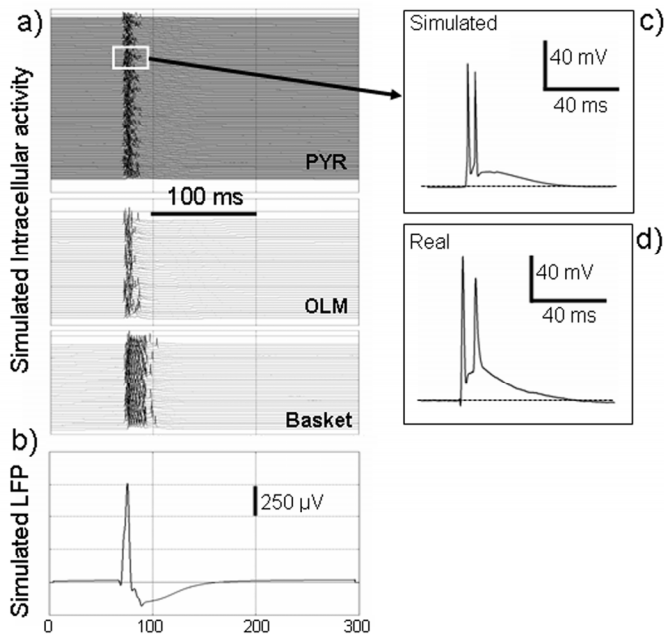 a)
Simulated Intracellular activity
PYR
100 ms
OLM
Basket
b)
Simulated LFP
250 µV
0 100 200 300
c)
Simulated
40 mV
40 ms
d)
Real
40 mV
40 ms